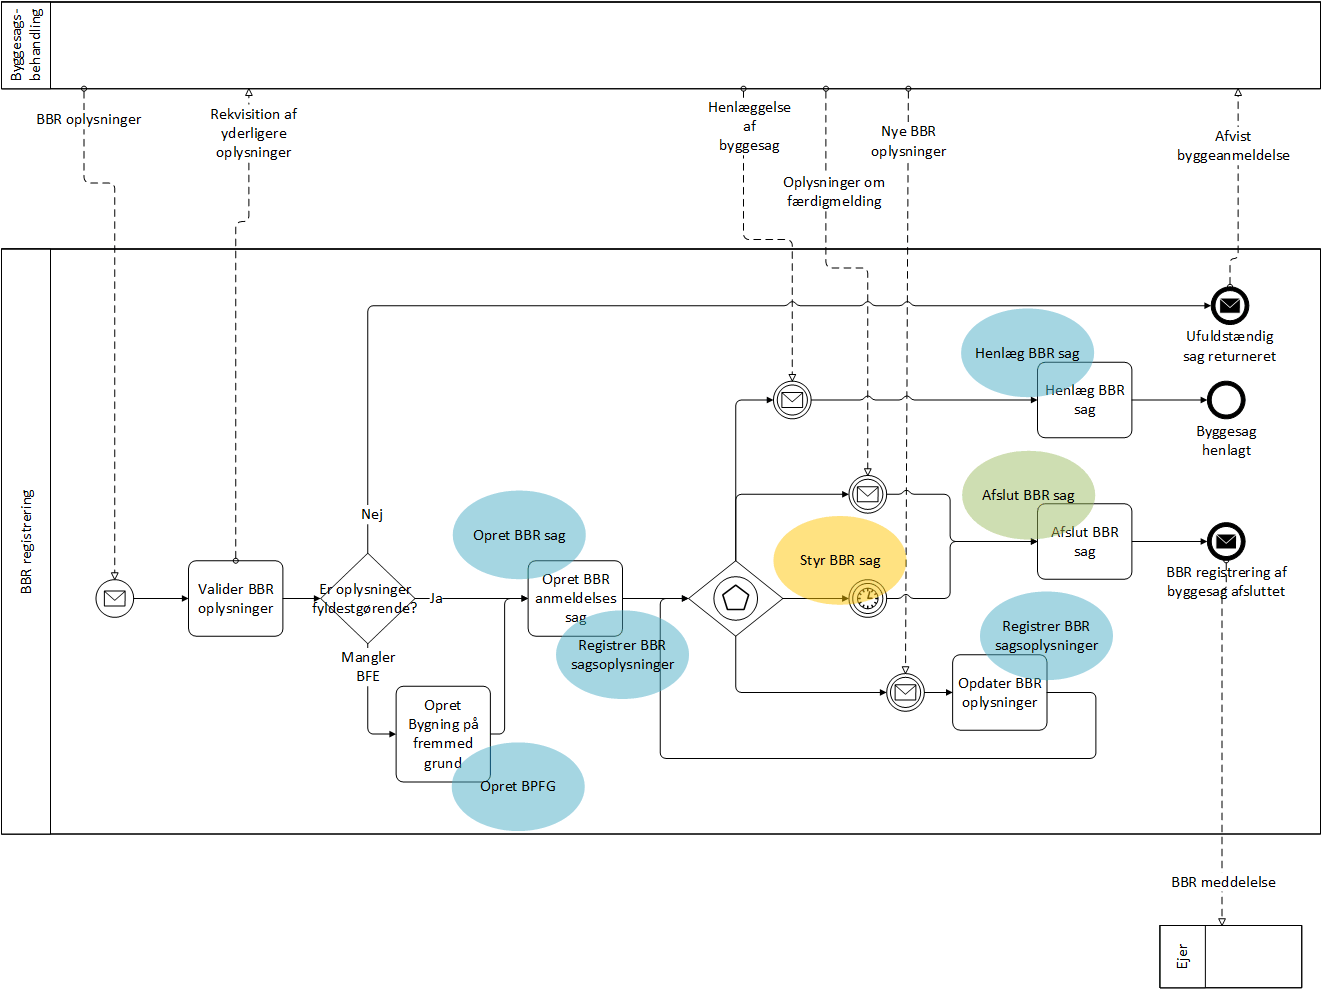 Byggesags-
behandling
BBR oplysninger
Rekvisition af
yderligere
oplysninger
Henlæggelse
af
byggesag
Oplysninger om
færdigmelding
Nye BBR
oplysninger
Afvist
byggeanmeldelse
BBR registrering
Valider BBR
oplysninger
Er oplysninger
fyldestgørende?
Nej
Ja
Mangler
BFE
Opret
Bygning på
fremmed
grund
Opret BPFG
Opret BBR sag
Opret BBR
anmeldelses
sag
Registrer BBR
sagsoplysninger
Styr BBR sag
Henlæg BBR sag
Henlæg BBR
sag
Afslut BBR sag
Afslut BBR
sag
Registrer BBR
sagsoplysninger
Opdater BBR
oplysninger
Ufuldstændig
sag returneret
Byggesag
henlagt
BBR registrering af
byggesag afsluttet
BBR meddelelse
Ejer